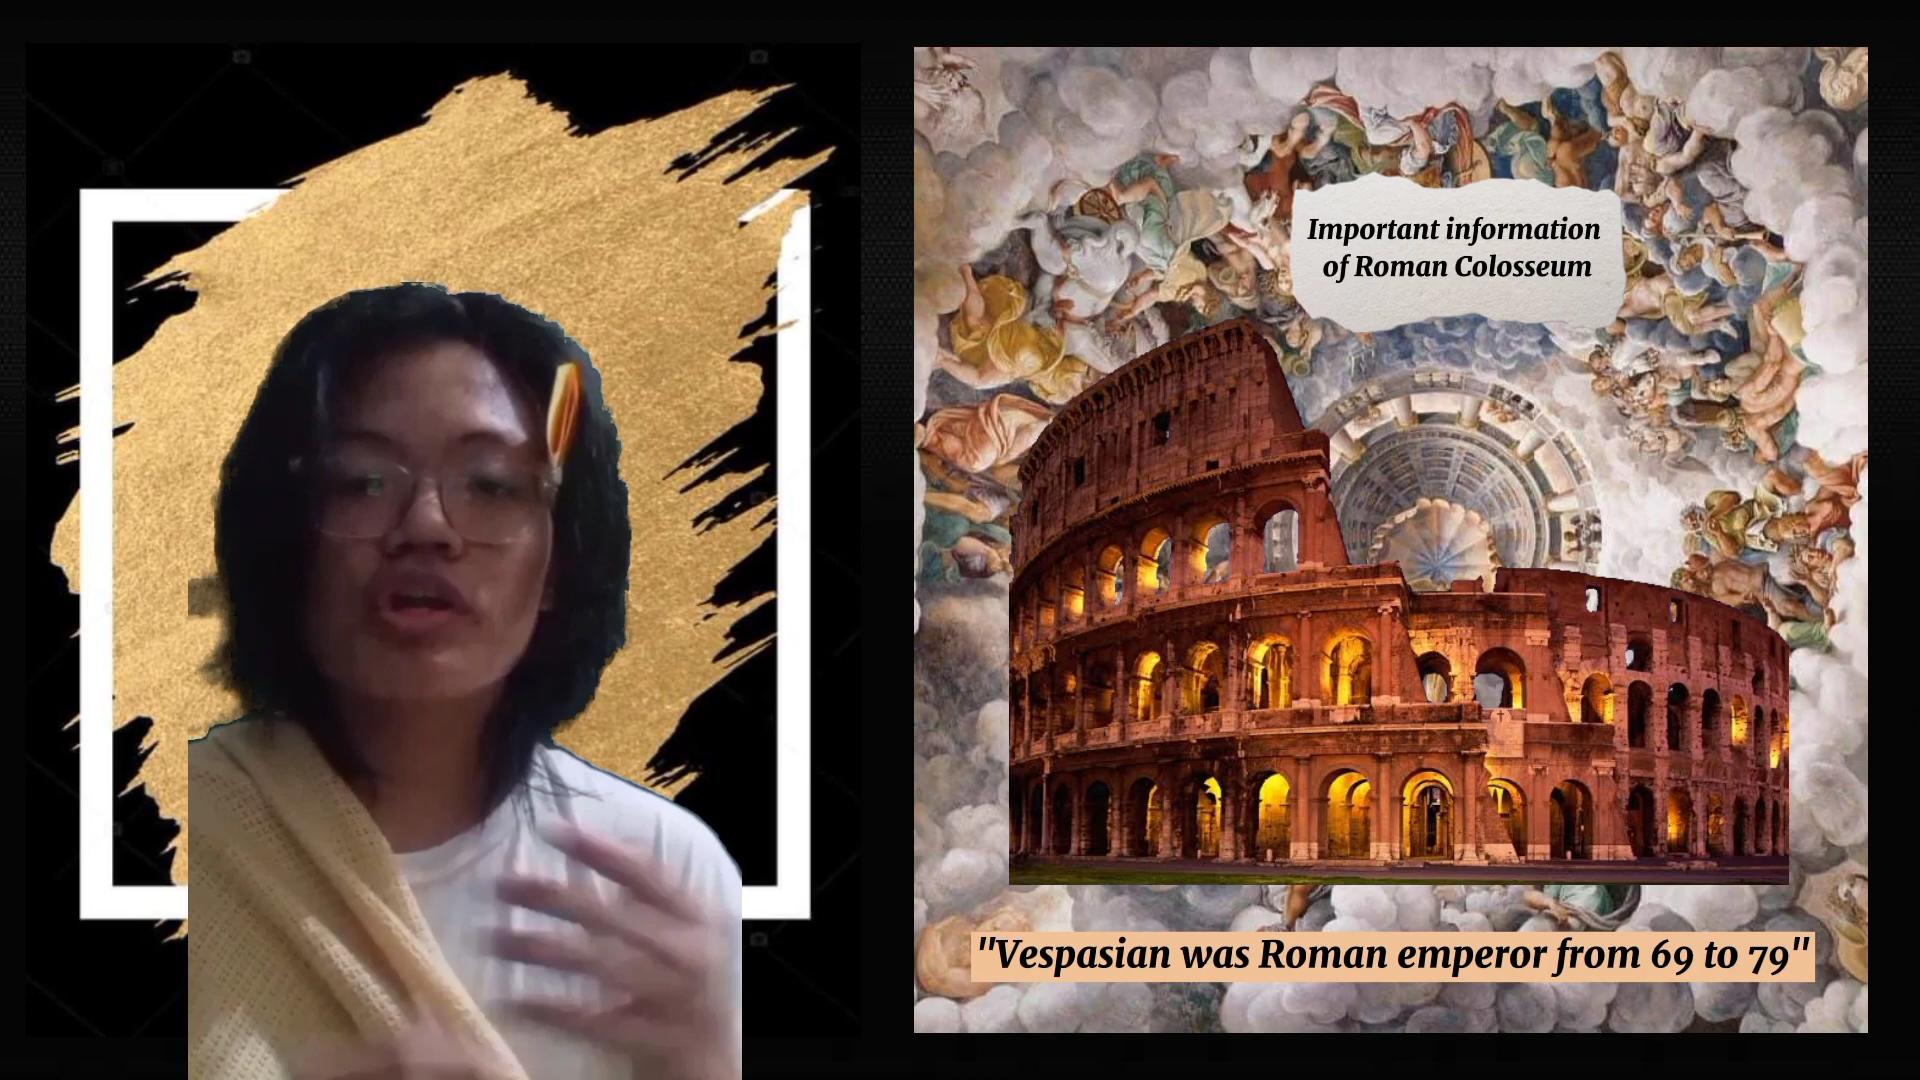 Important information
of Roman Colosseum
"Vespasian was Roman emperor from 69 to 79"